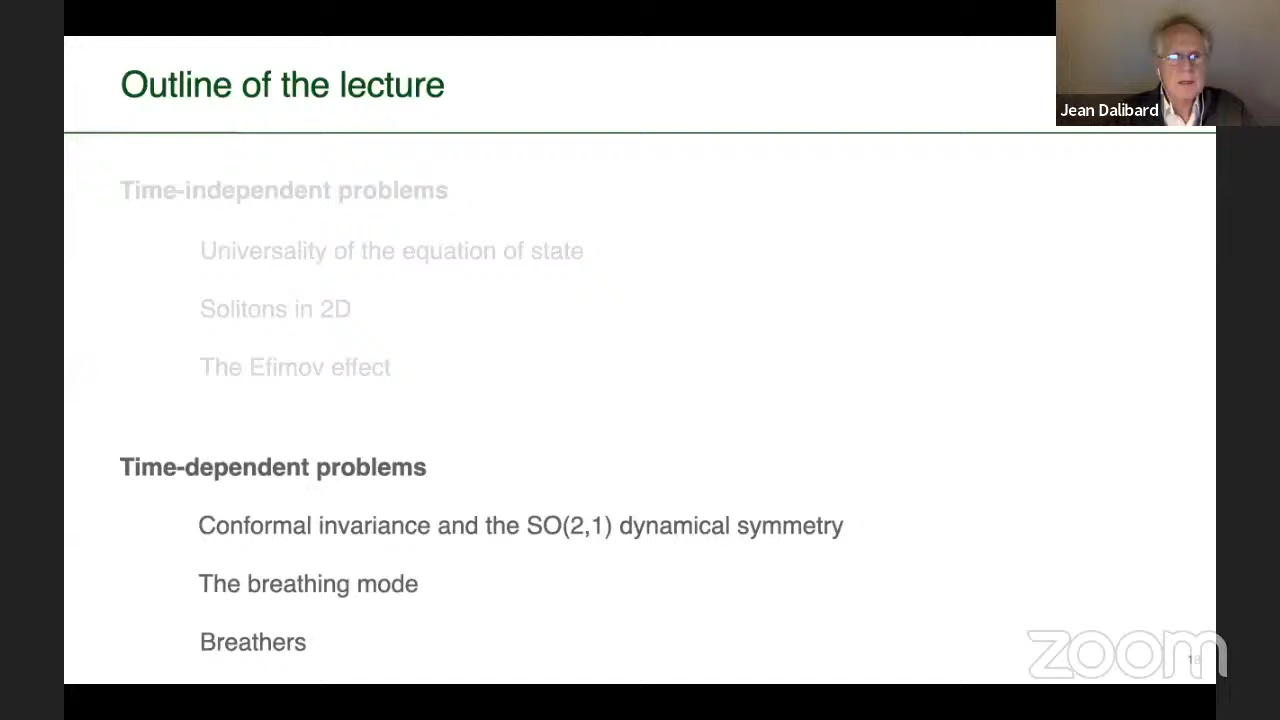 Outline of the lecture
Jean Dalibard
Time-independent problems
Universality of the equation of state
Solitons in 2D
The Efimov effect
Time-dependent problems
Conformal invariance and the SO(2,1) dynamical symmetry
The breathing mode
Breathers
zoom